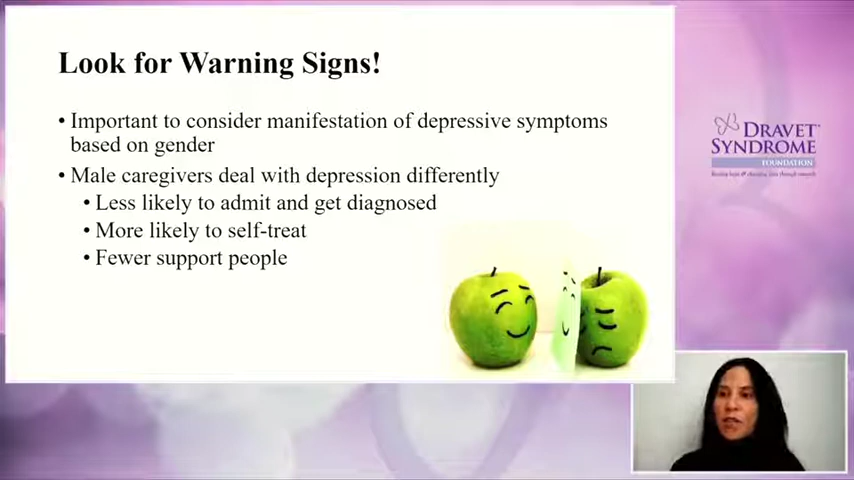 Look for Warning Signs!
• Important to consider manifestation of depressive symptoms
based on gender
• Male caregivers deal with depression differently
• Less likely to admit and get diagnosed
• More likely to self-treat
• Fewer support people
DRAVET
SYNDROME
FOUNDATION